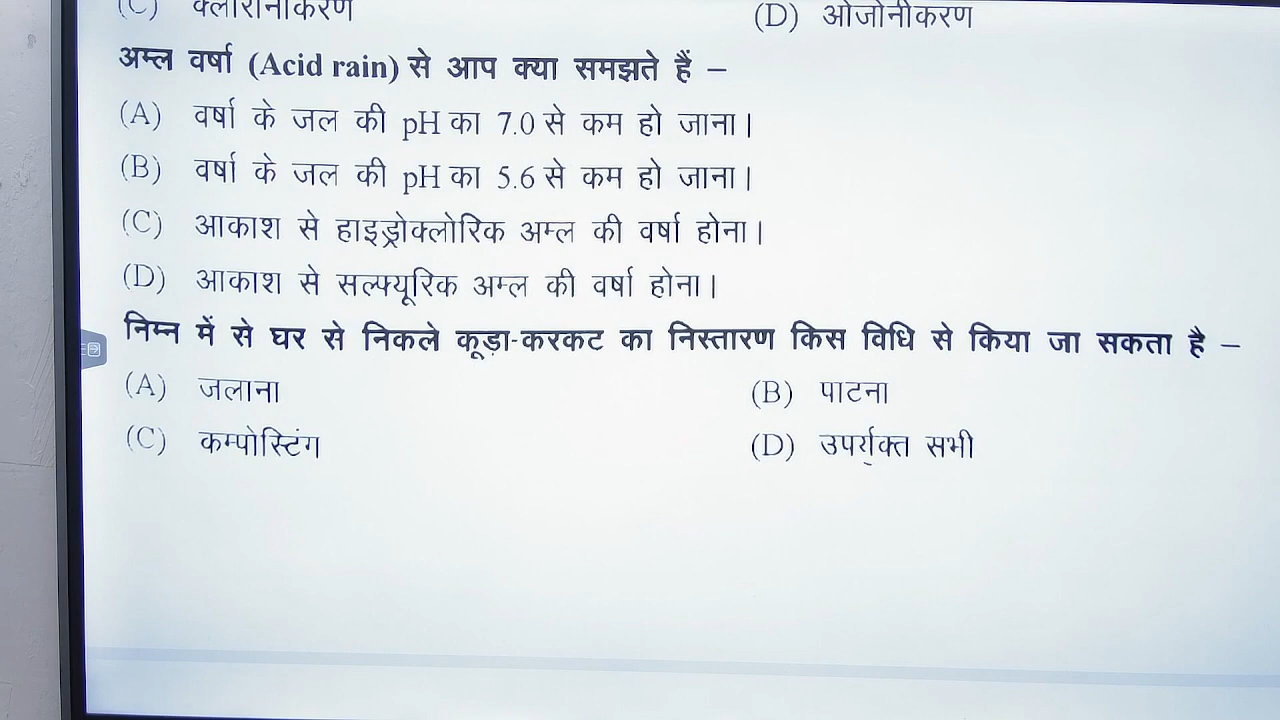 (C) क्लोरीनीकरण (D) ओजोनीकरण
अम्ल वर्षा (Acid rain) से आप क्या समझते हैं –
(A) वर्षा के जल की pH का 7.0 से कम हो जाना।
(B) वर्षा के जल की pH का 5.6 से कम हो जाना।
(C) आकाश से हाइड्रोक्लोरिक अम्ल की वर्षा होना।
(D) आकाश से सल्फ्यूरिक अम्ल की वर्षा होना।
निम्न में से घर से निकले कूड़ा-करकट का निस्तारण किस विधि से किया जा सकता है –
(A) जलाना (B) पाटना
(C) कम्पोस्टिंग (D) उपर्युक्त सभी